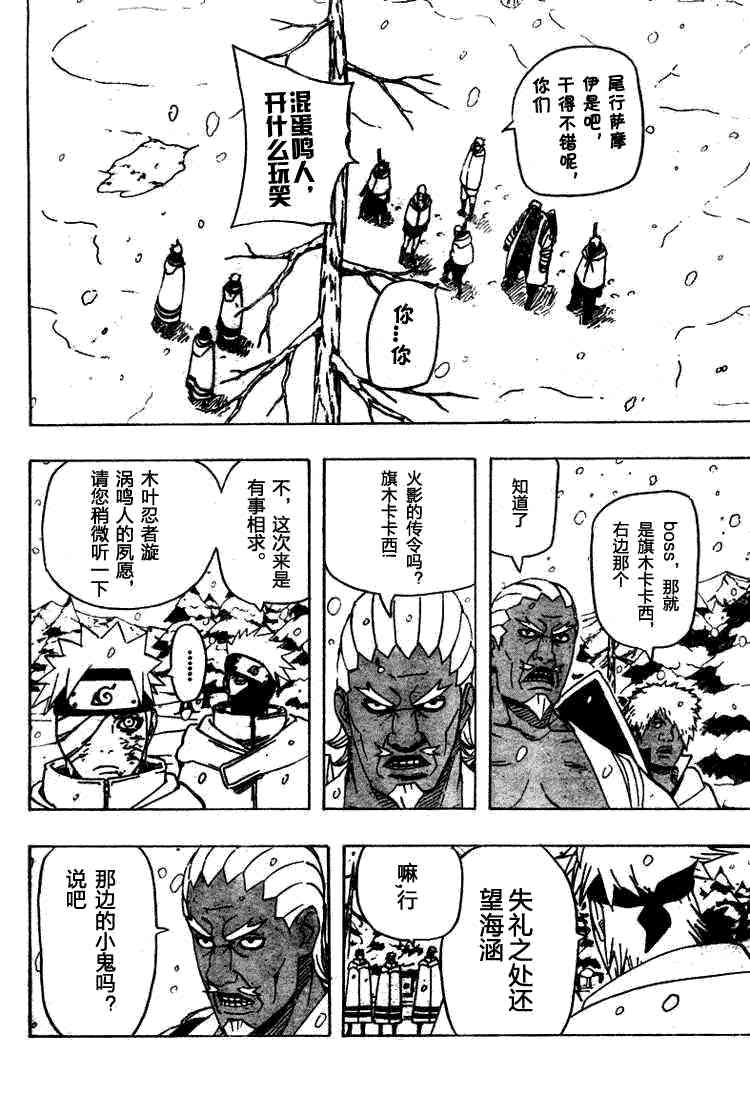 尾行萨摩
伊是吧，
干得不错呢，
你们
混蛋鸣人，
开什么玩笑
你…你
boss，那就
是旗木卡卡西，
右边那个
知道了
火影的传令吗？
旗木卡卡西！
不，这次来是
有事相求。
木叶忍者漩
涡鸣人的夙愿，
请您稍微听一下
……
失礼之处还
望海涵
嘛，行
那边的小鬼吗？
说吧